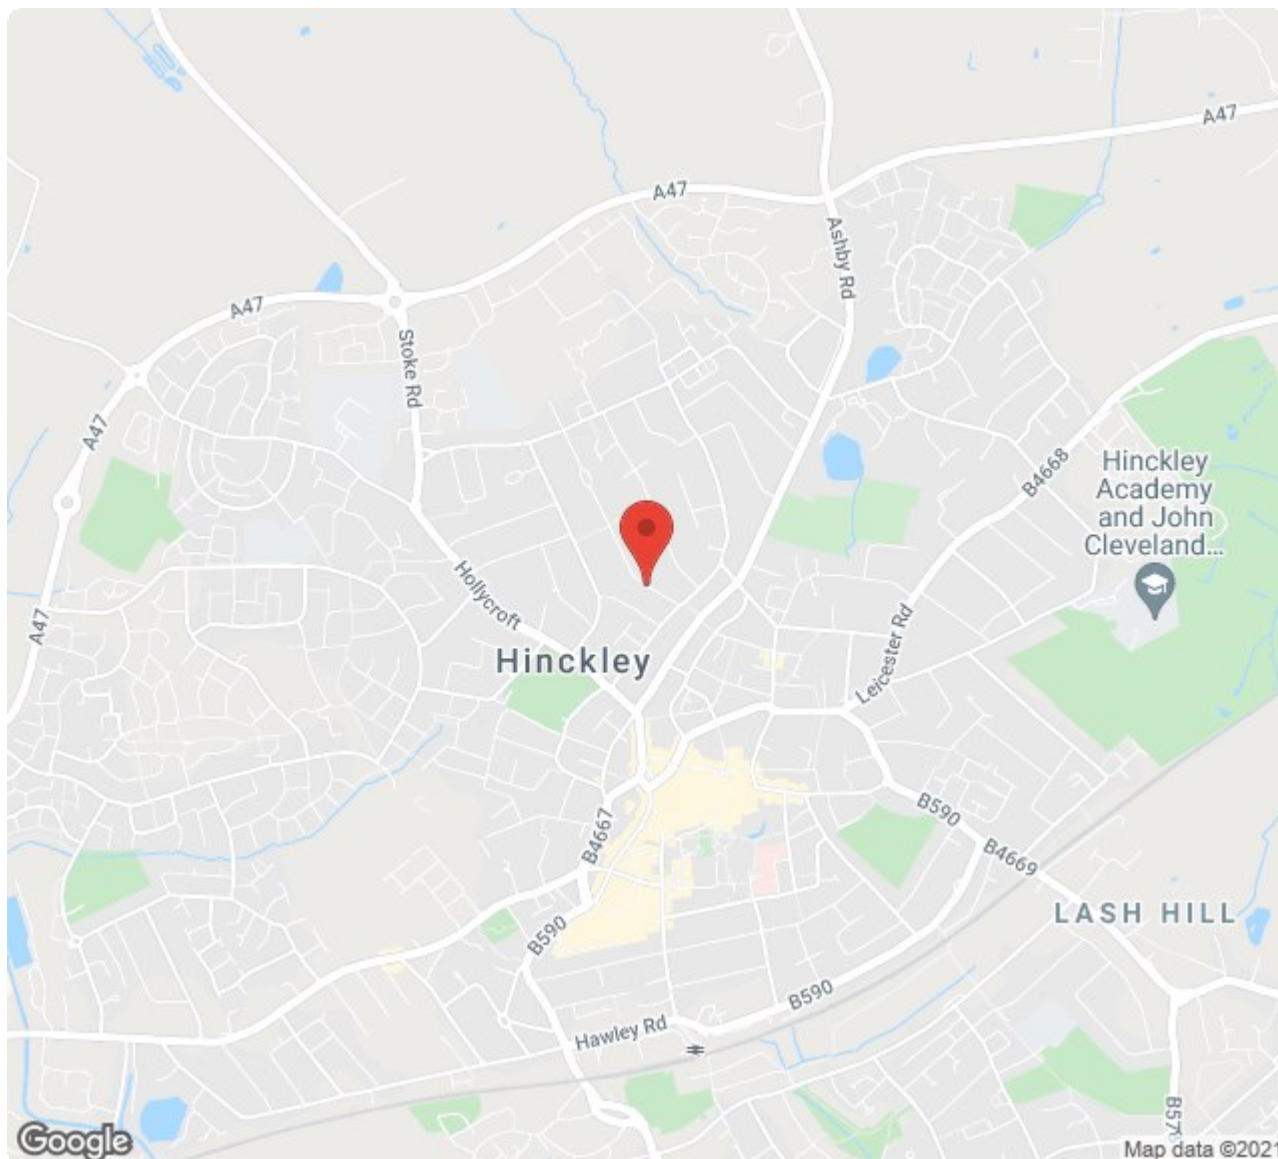 A47
A47
Ashby Rd
A47
Stoke Rd
A47
B4668
Hinckley
Academy
and John
Cleveland...
Hollycroft
A47
Leicester Rd
Hinckley
B4667
B590
B4669
LASH HILL
B590
B590
Hawley Rd
Google
Map data ©2021